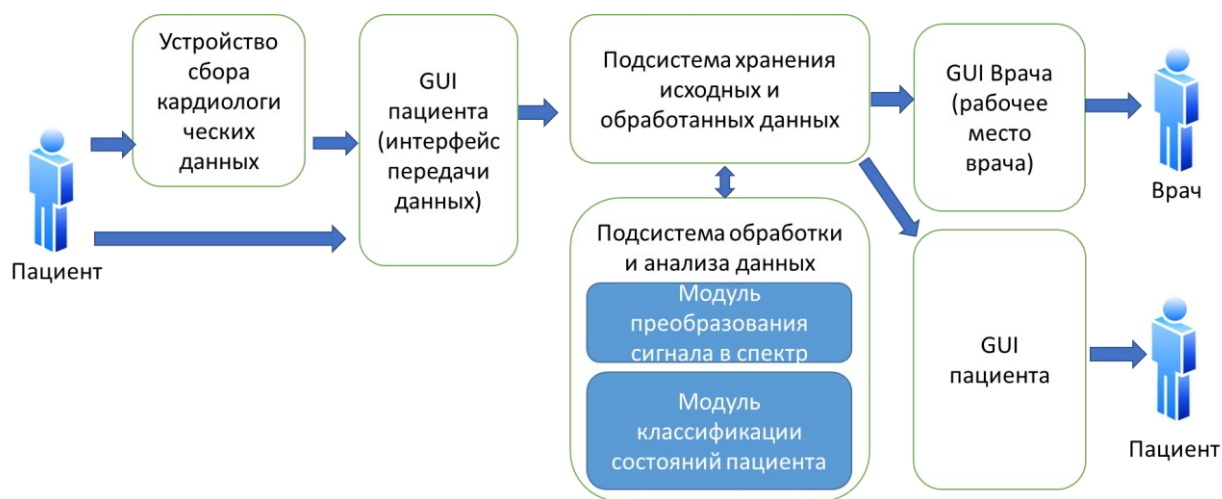 Устройство
сбора
кардиологи
ческих
данных
Пациент
GUI
пациента
(интерфейс
передачи
данных)
Подсистема хранения
исходных и
обработанных данных
Подсистема обработки
и анализа данных
Модуль
преобразования
сигнала в спектр
Модуль
классификации
состояний пациента
GUI Врача
(рабочее
место
врача)
Врач
GUI
пациента
Пациент